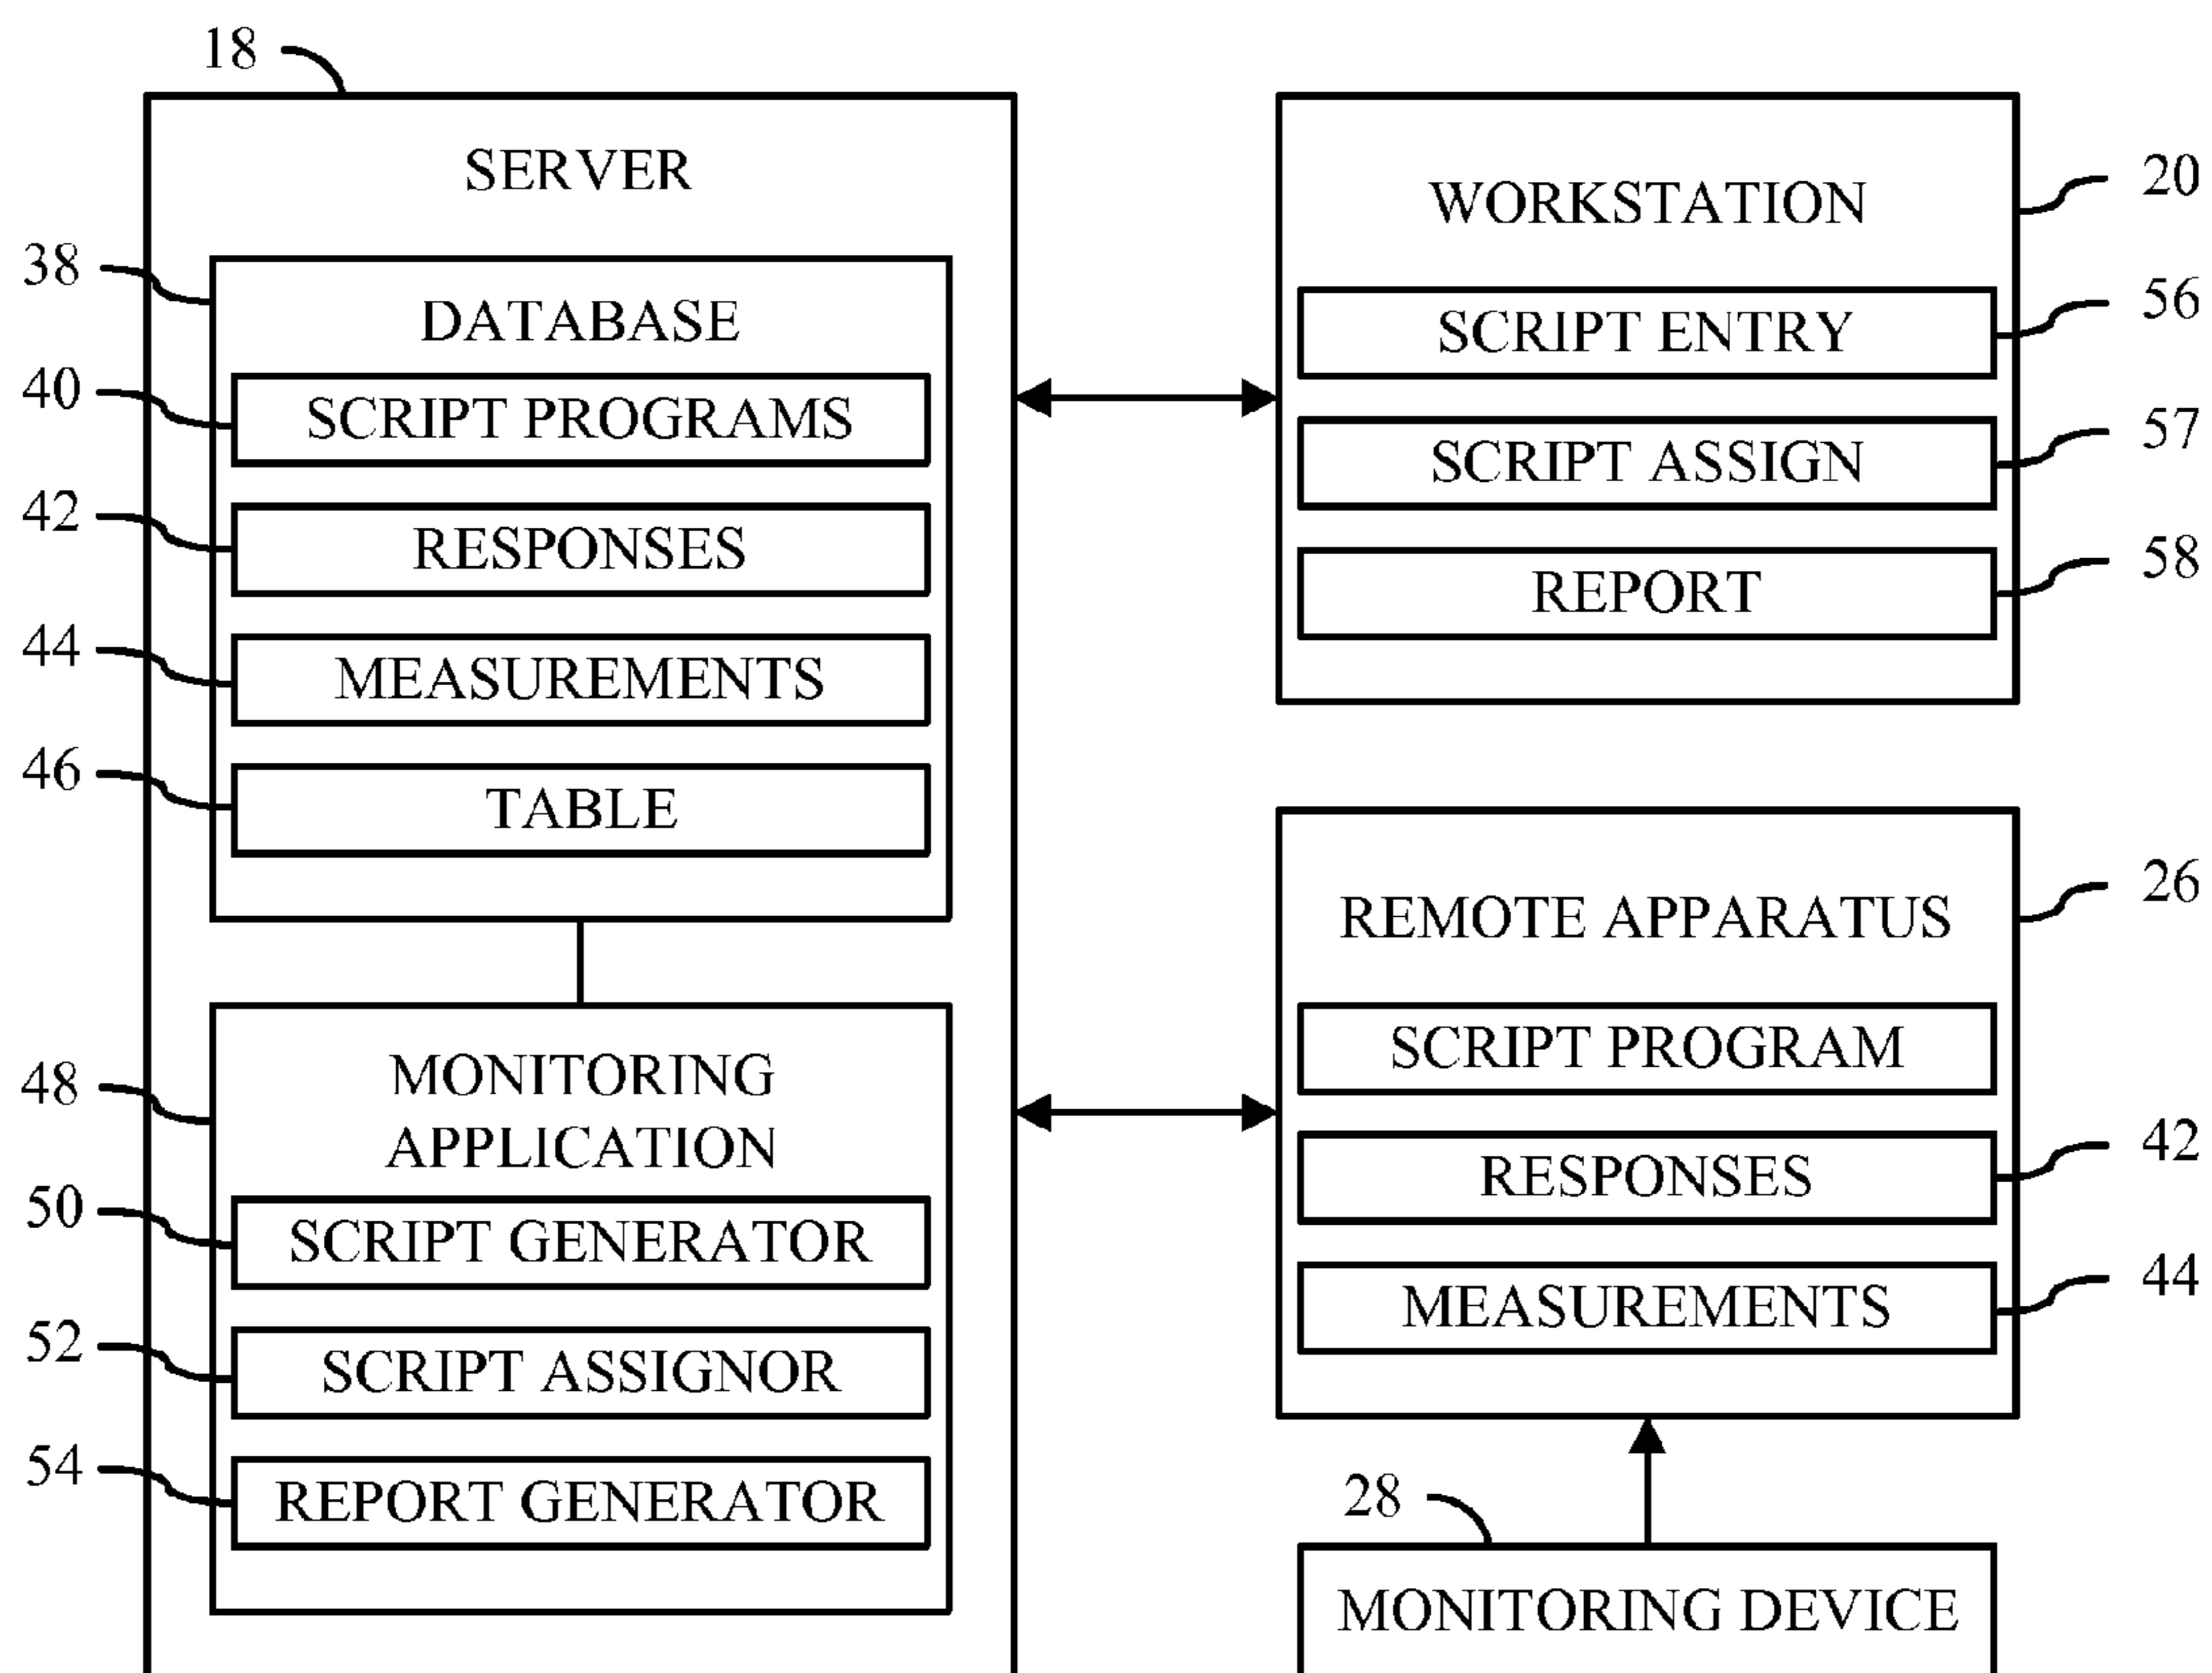 18
SERVER
38
DATABASE
40
SCRIPT PROGRAMS
42
RESPONSES
44
MEASUREMENTS
46
TABLE
48
MONITORING
APPLICATION
50
SCRIPT GENERATOR
52
SCRIPT ASSIGNOR
54
REPORT GENERATOR
WORKSTATION
20
SCRIPT ENTRY
56
SCRIPT ASSIGN
57
REPORT
58
REMOTE APPARATUS
26
SCRIPT PROGRAM
RESPONSES
42
MEASUREMENTS
44
28
MONITORING DEVICE